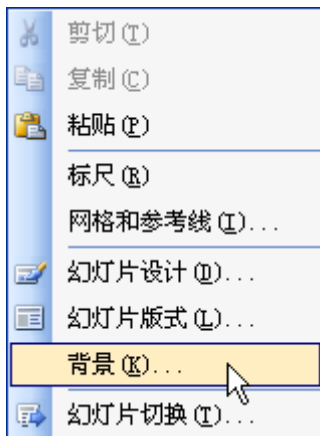 剪切(T)
复制(C)
粘贴(P)
标尺(R)
网格和参考线(I)...
幻灯片设计(D)...
幻灯片版式(L)...
背景(K)...
幻灯片切换(T)...